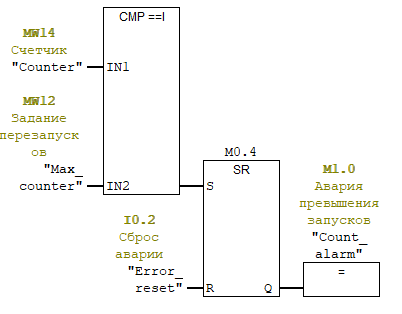 CMP ==I
MW14
Счетчик
"Counter"
IN1
MW12
Задание
перезапуск
ов
"Max_
counter"
IN2
M0.4
SR
S
I0.2
Сброс
аварии
"Error_
reset"
R
Q
M1.0
Авария
превышения
запусков
"Count_
alarm"
=